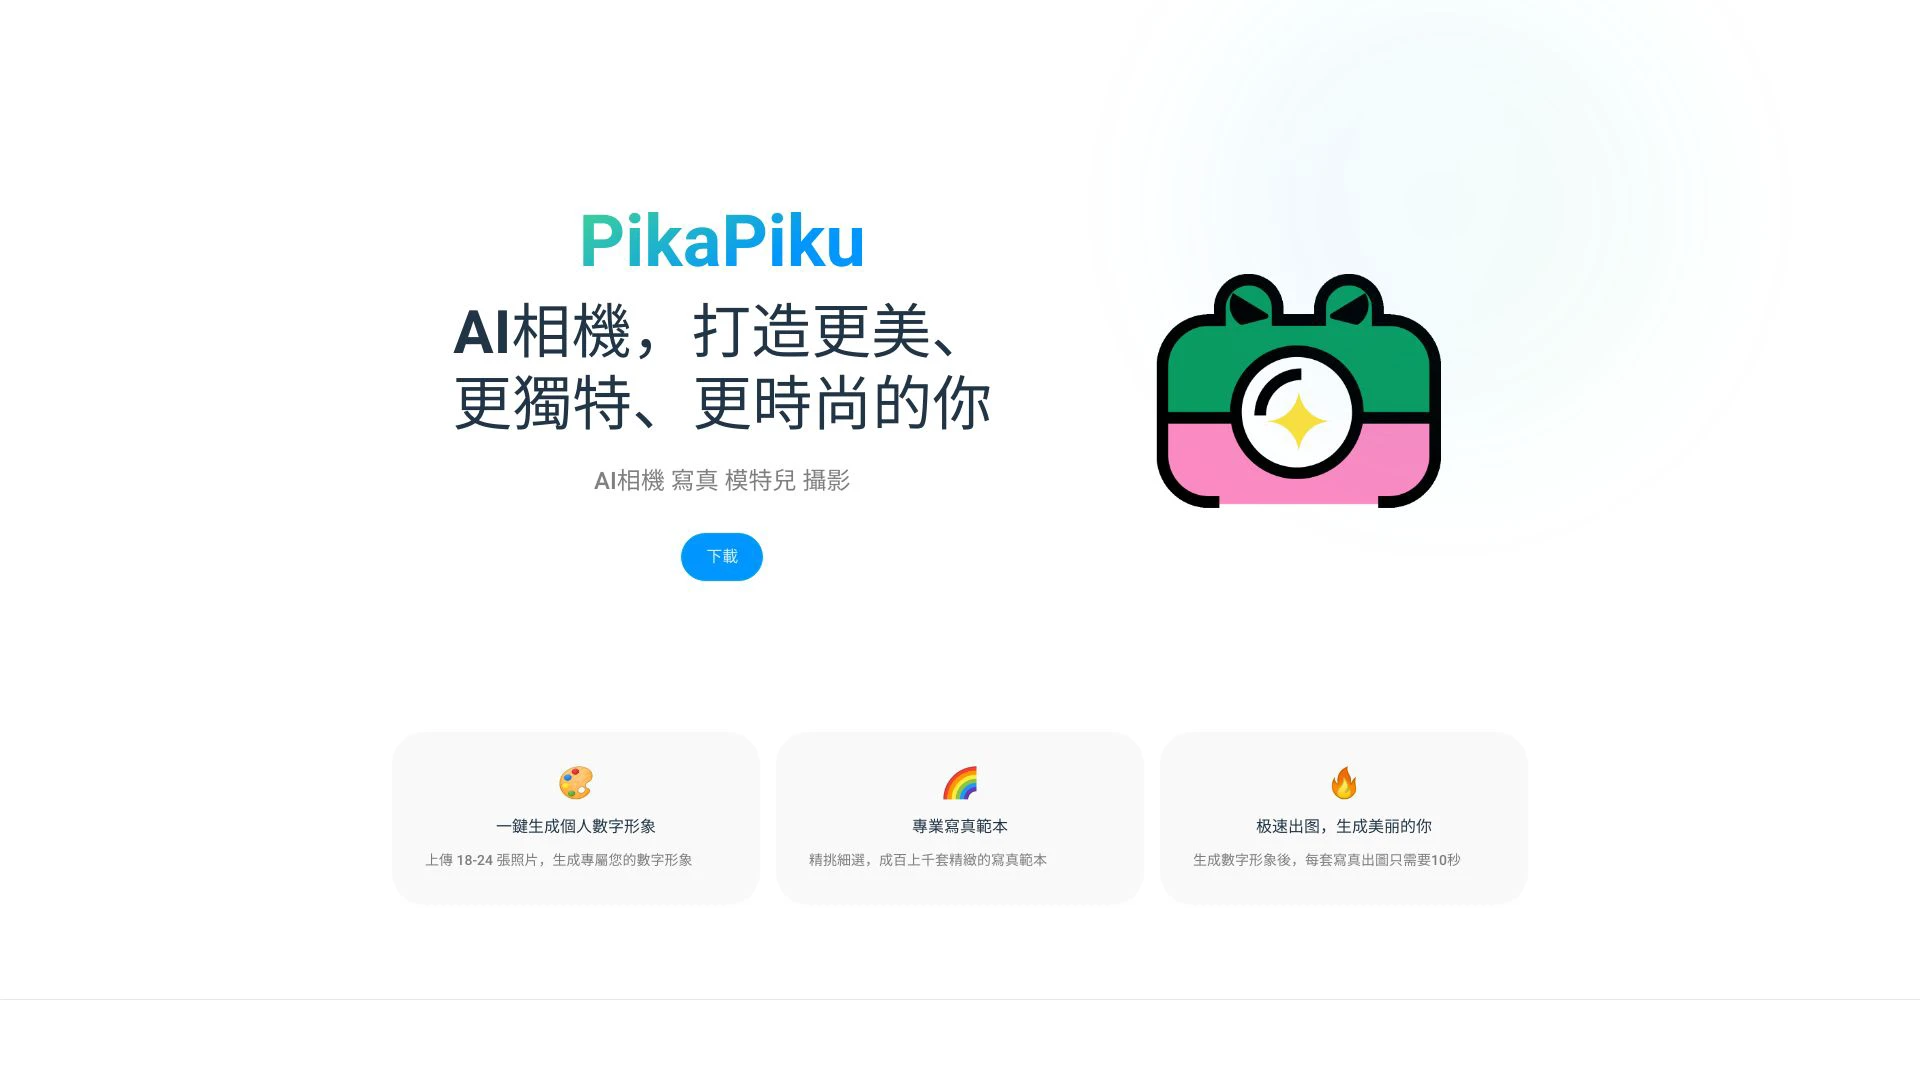 PikaPiku
AI相機，打造更美、
更獨特、更時尚的你
AI相機 寫真 模特兒 攝影
下載
一鍵生成個人數字形象
上傳 18-24 張照片，生成專屬您的數字形象
專業寫真範本
精挑細選，成百上千套精緻的寫真範本
极速出图，生成美丽的你
生成數字形象後，每套寫真出圖只需要10秒